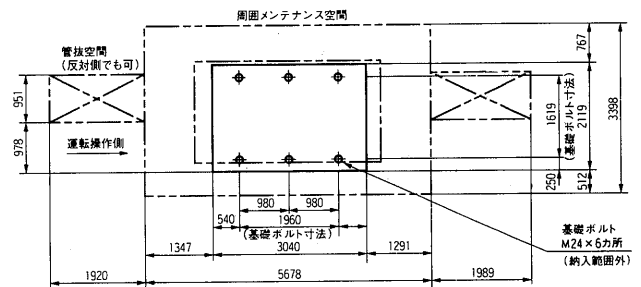 周囲メンテナンス空間
管抜空間
(反対側でも可)
767
951
1619
(基礎ボルト寸法)
2119
3398
978
運転操作側
250
512
980 980
540 1960
(基礎ボルト寸法)
1347 3040 1291
基礎ボルト
M24×6カ所
(納入範囲外)
1920 5678 1989